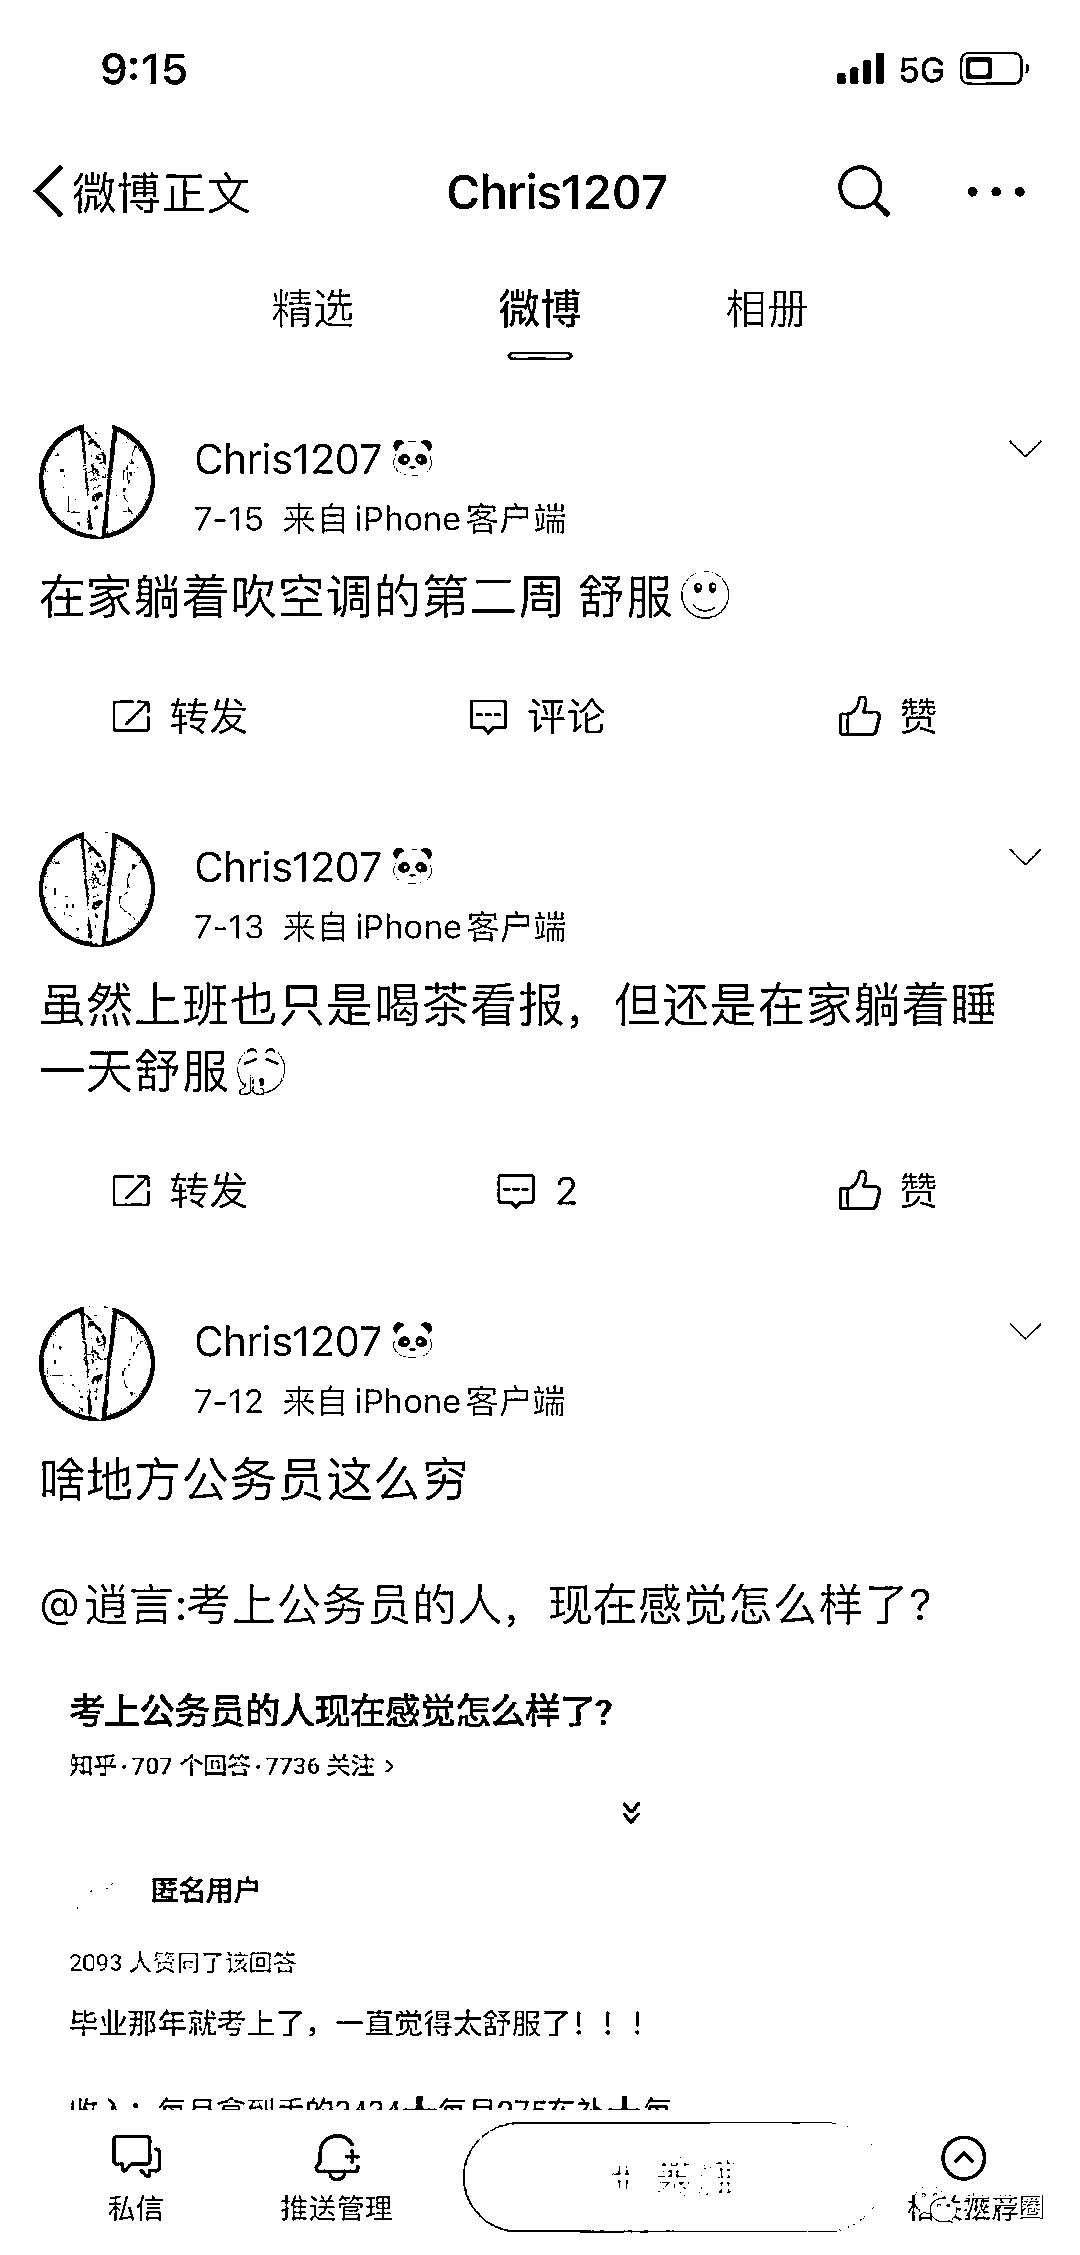 9:15
5G
微博正文
Chris1207
精选
微博
相册
Chris1207
7-15 来自iPhone客户端
在家躺着吹空调的第二周 舒服
转发
评论
赞
Chris1207
7-13 来自iPhone客户端
虽然上班也只是喝茶看报，但还是在家躺着睡
一天舒服
转发
2
赞
Chris1207
7-12 来自iPhone客户端
啥地方公务员这么穷
@逍言:考上公务员的人，现在感觉怎么样了？
考上公务员的人现在感觉怎么样了？
知乎·707 个回答·7736 关注 >
匿名用户
2093 人赞同了该回答
毕业那年就考上了，一直觉得太舒服了！！！
私信
推送管理
荐圈